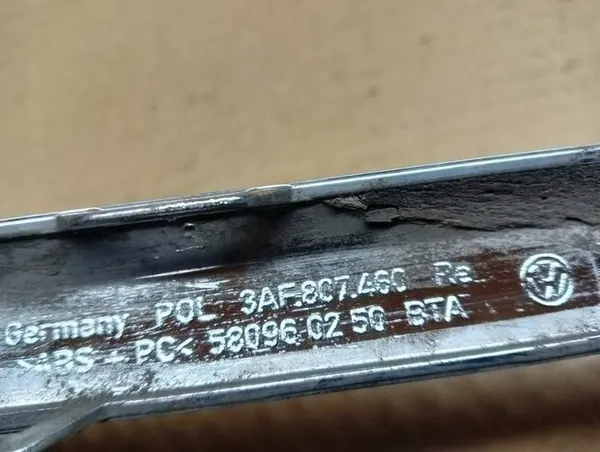 Germany POL 3AF.807.460 Re.
>ABS-PC< 58096 02 50 BTA